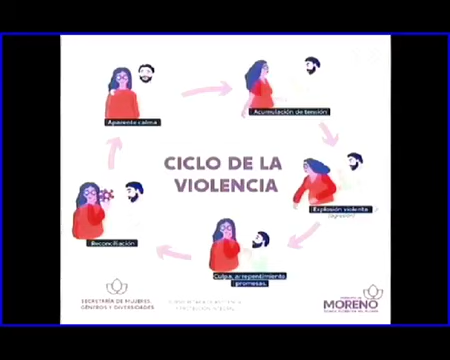 Aparente calma
Acumulación de tensión
CICLO DE LA
VIOLENCIA
Explosión violenta
(agresión)
Reconciliación
Culpa, arrepentimiento
promesas.
SECRETARÍA DE MUJERES,
GÉNEROS Y DIVERSIDADES
MORENO